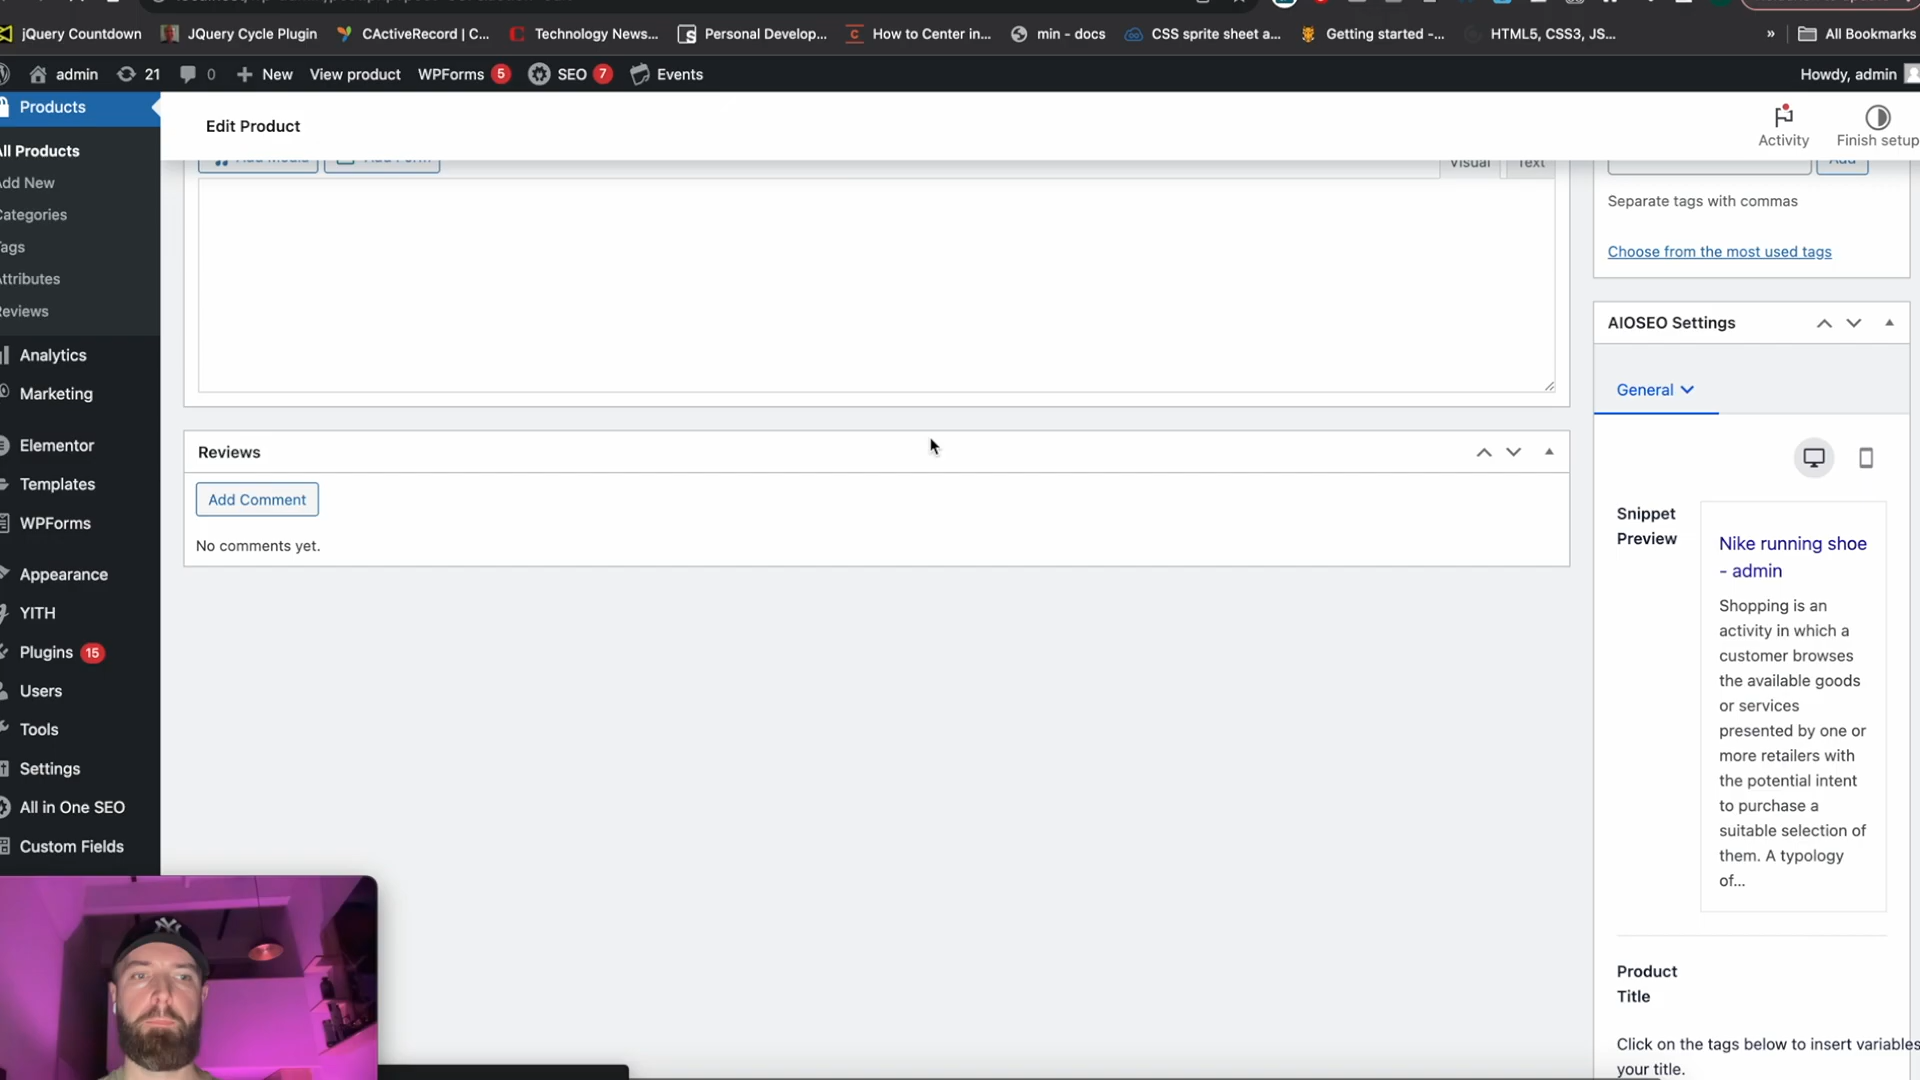 jQuery Countdown
JQuery Cycle Plugin
CActiveRecord | C...
Technology News...
Personal Develop...
How to Center in...
min - docs
CSS sprite sheet a...
Getting started -...
HTML5, CSS3, JS...
»
All Bookmarks
admin
21
0
New
View product
WPForms 5
SEO 7
Events
Howdy, admin
Products
All Products
Add New
Categories
Tags
Attributes
Reviews
Analytics
Marketing
Elementor
Templates
WPForms
Appearance
YITH
Plugins 15
Users
Tools
Settings
All in One SEO
Custom Fields
Edit Product
Activity
Finish setup
Add Media
Add Form
Visual
Text
Reviews
Add Comment
No comments yet.
Add
Separate tags with commas
Choose from the most used tags
AIOSEO Settings
General
Snippet
Preview
Nike running shoe
- admin
Shopping is an
activity in which a
customer browses
the available goods
or services
presented by one or
more retailers with
the potential intent
to purchase a
suitable selection of
them. A typology
of...
Product
Title
Click on the tags below to insert variables
your title.